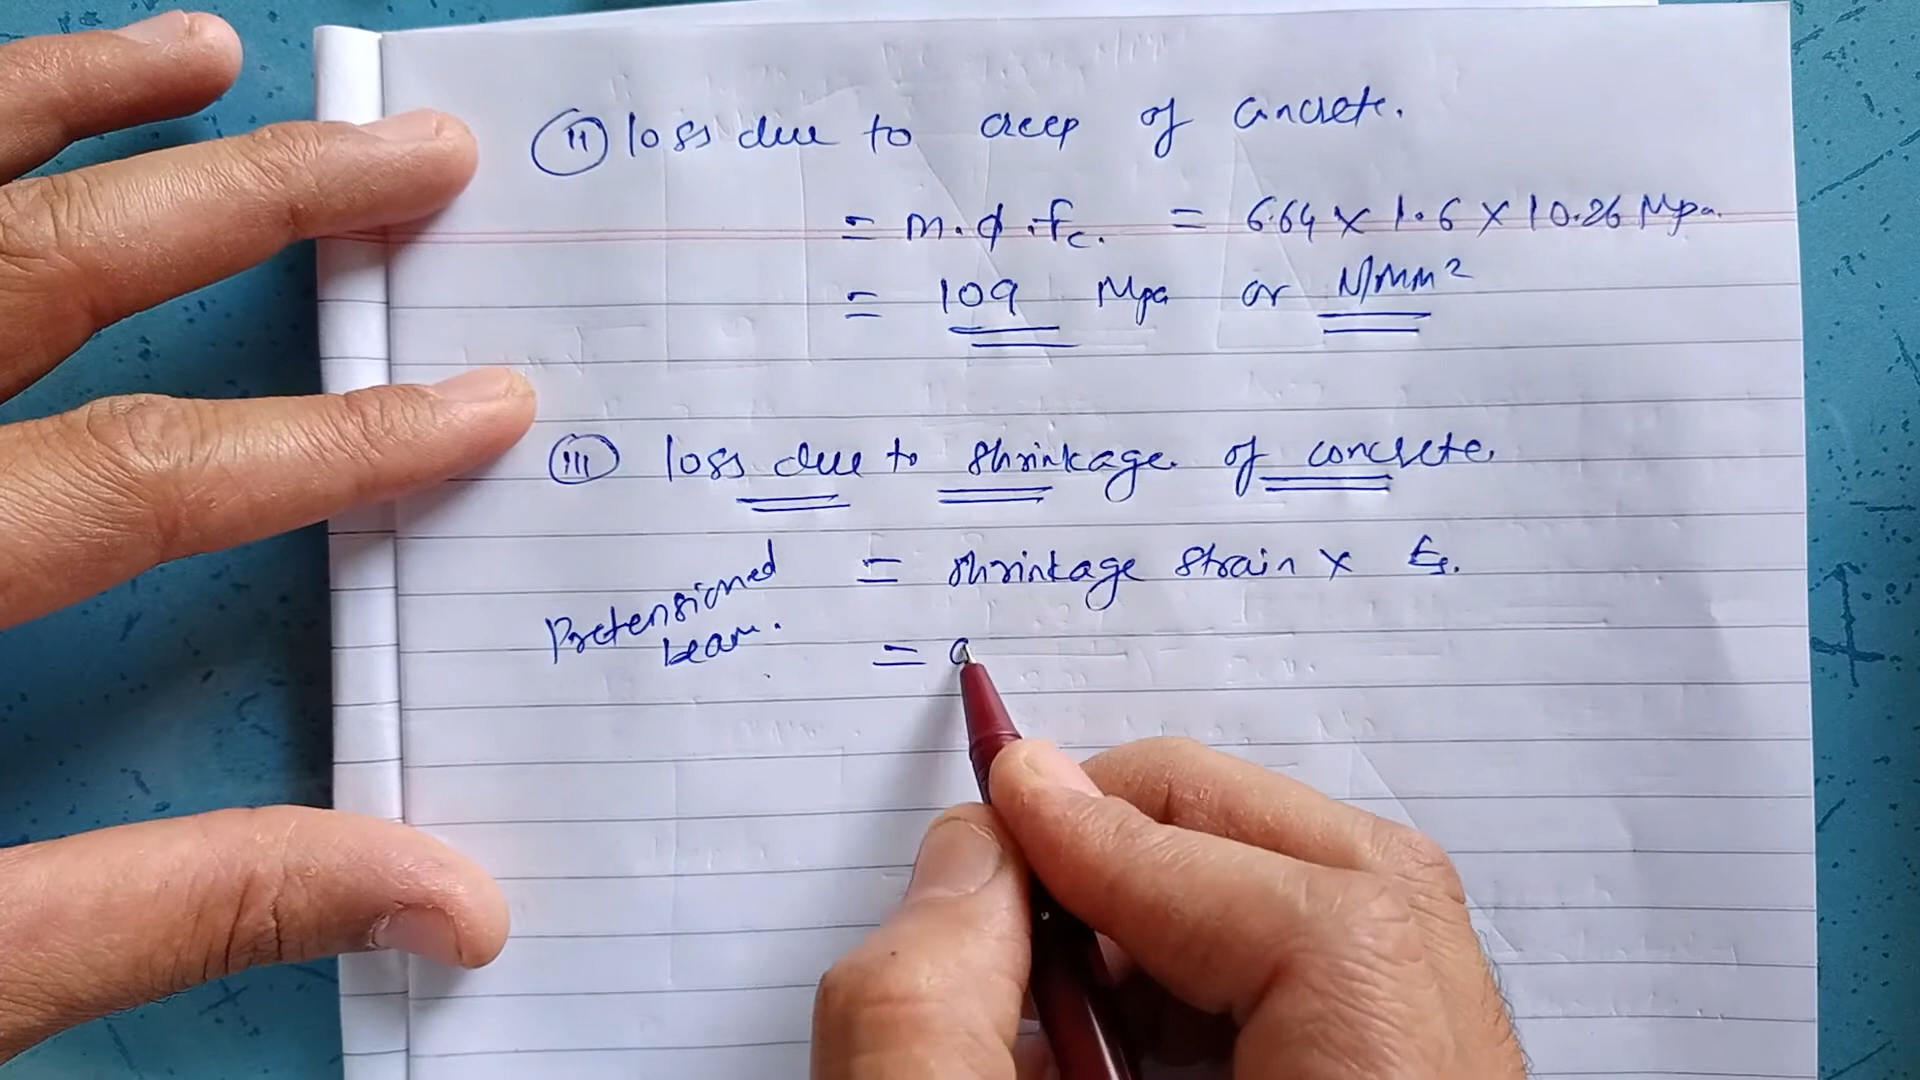 (ii) loss due to creep of concrete.
= m.φ.fc. = 6.64 x 1.6 x 10.26 Mpa.
= 109 Mpa or N/mm²
(iii) loss due to shrinkage of concrete.
Pretensioned beam. = shrinkage strain x Es.
=